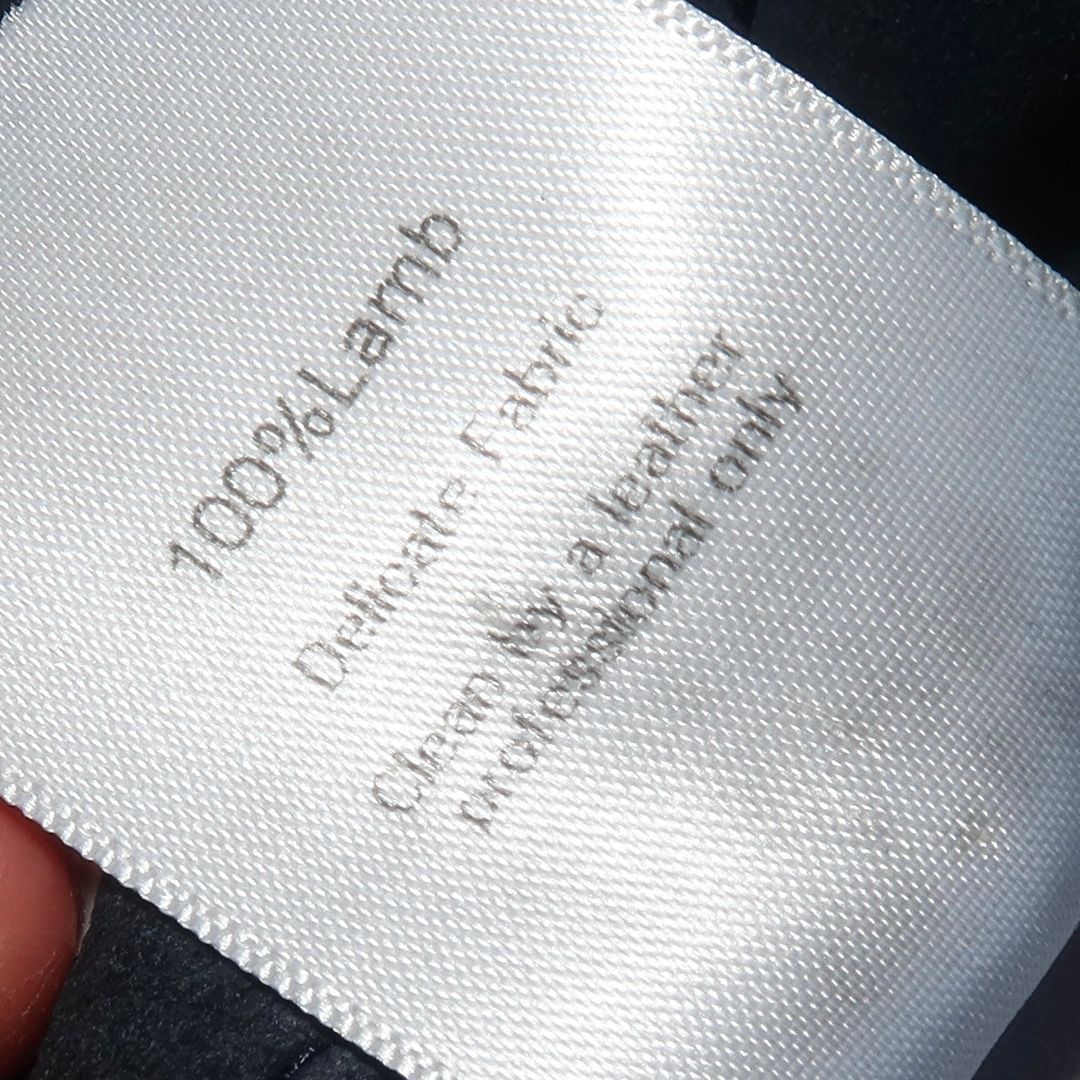 100%Lamb
Delicate Fabric
Clean by a leather
professional only